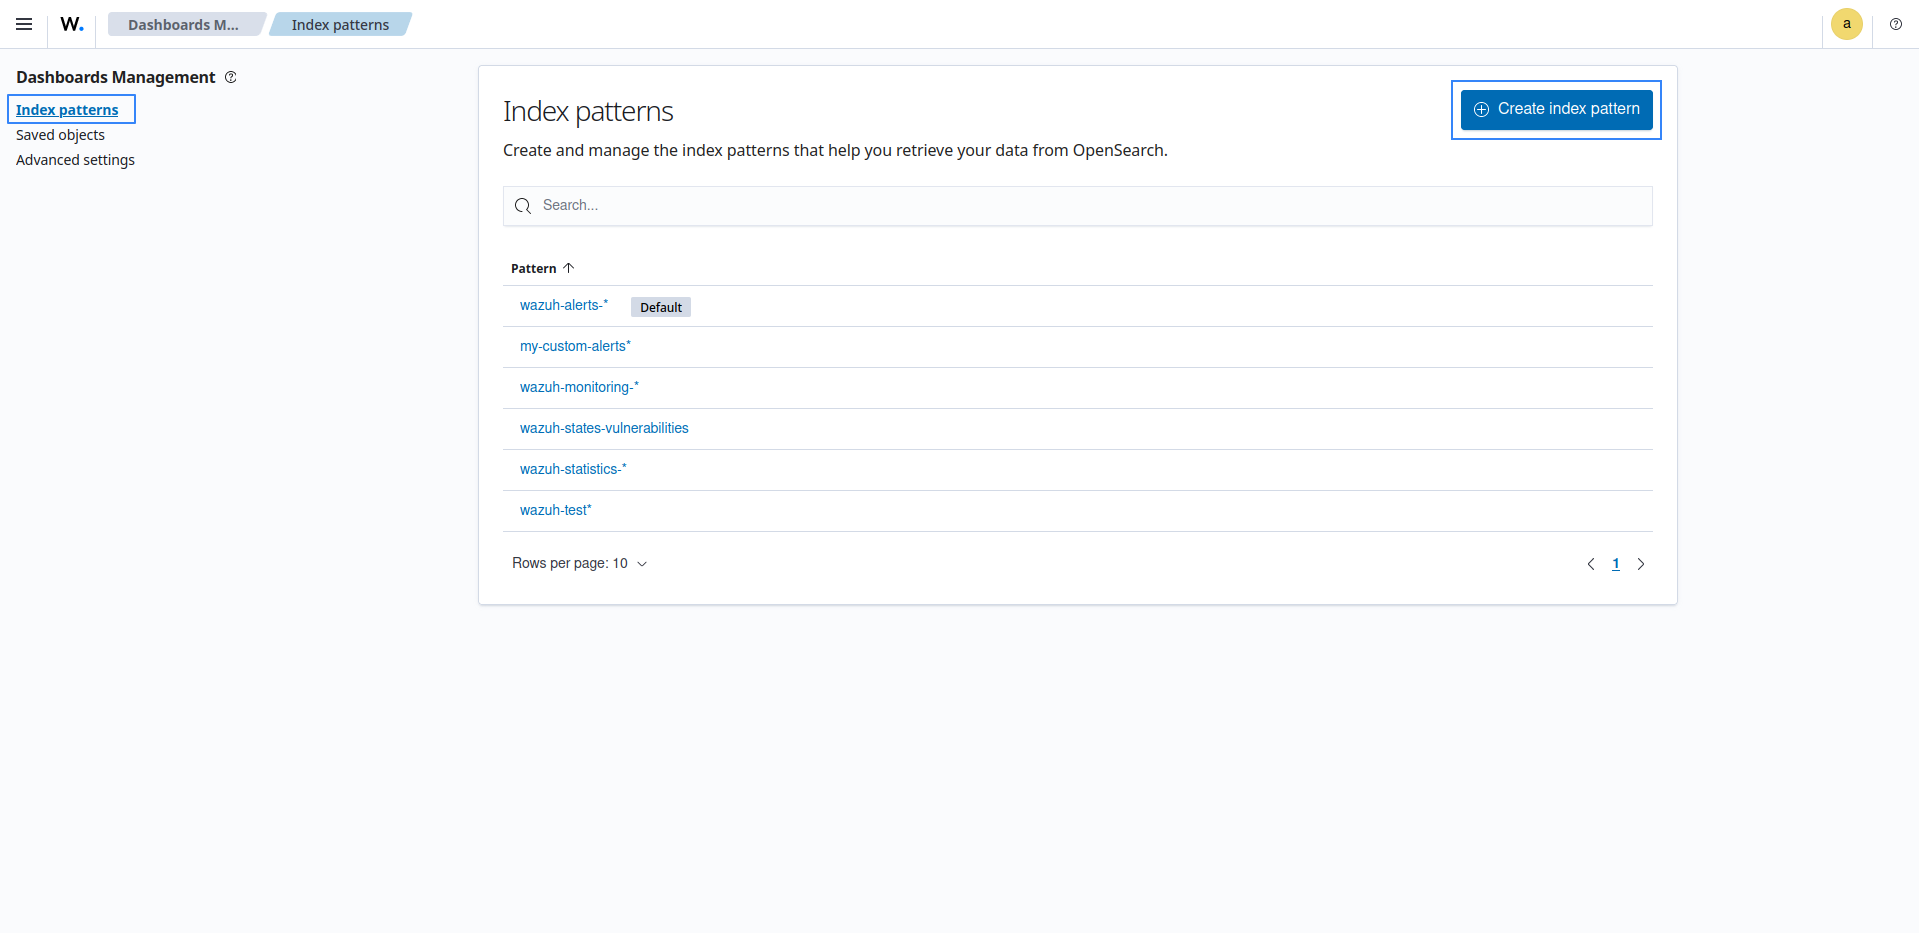 W.
Dashboards M...
Index patterns
a
Dashboards Management
Index patterns
Saved objects
Advanced settings
Index patterns
Create index pattern
Create and manage the index patterns that help you retrieve your data from OpenSearch.
Search...
Pattern
wazuh-alerts-* Default
my-custom-alerts*
wazuh-monitoring-*
wazuh-states-vulnerabilities
wazuh-statistics-*
wazuh-test*
Rows per page: 10
1